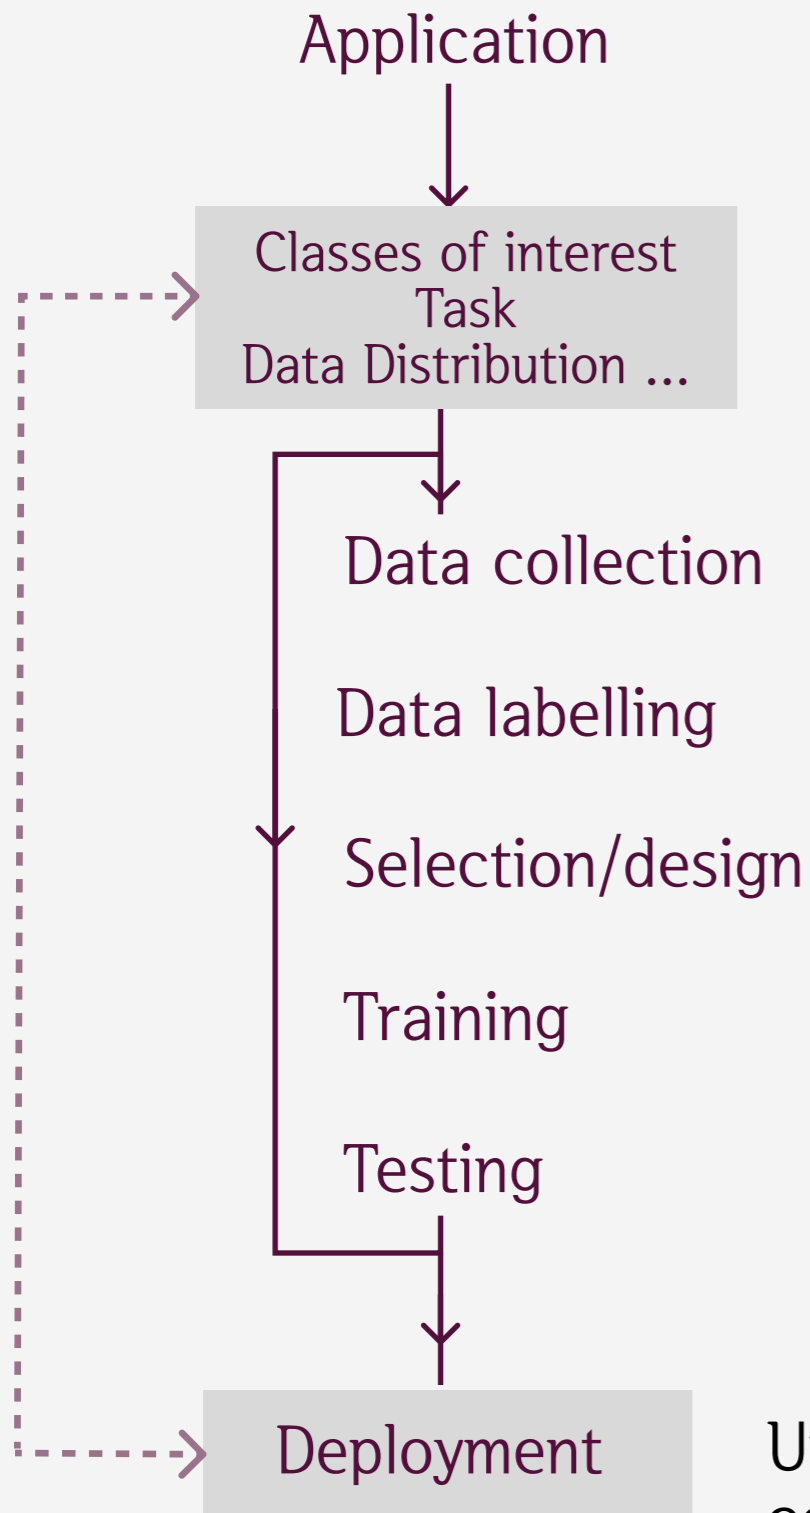 Application
Classes of interest
Task
Data Distribution ...
Data collection
Data labelling
Selection/design
Training
Testing
Deployment